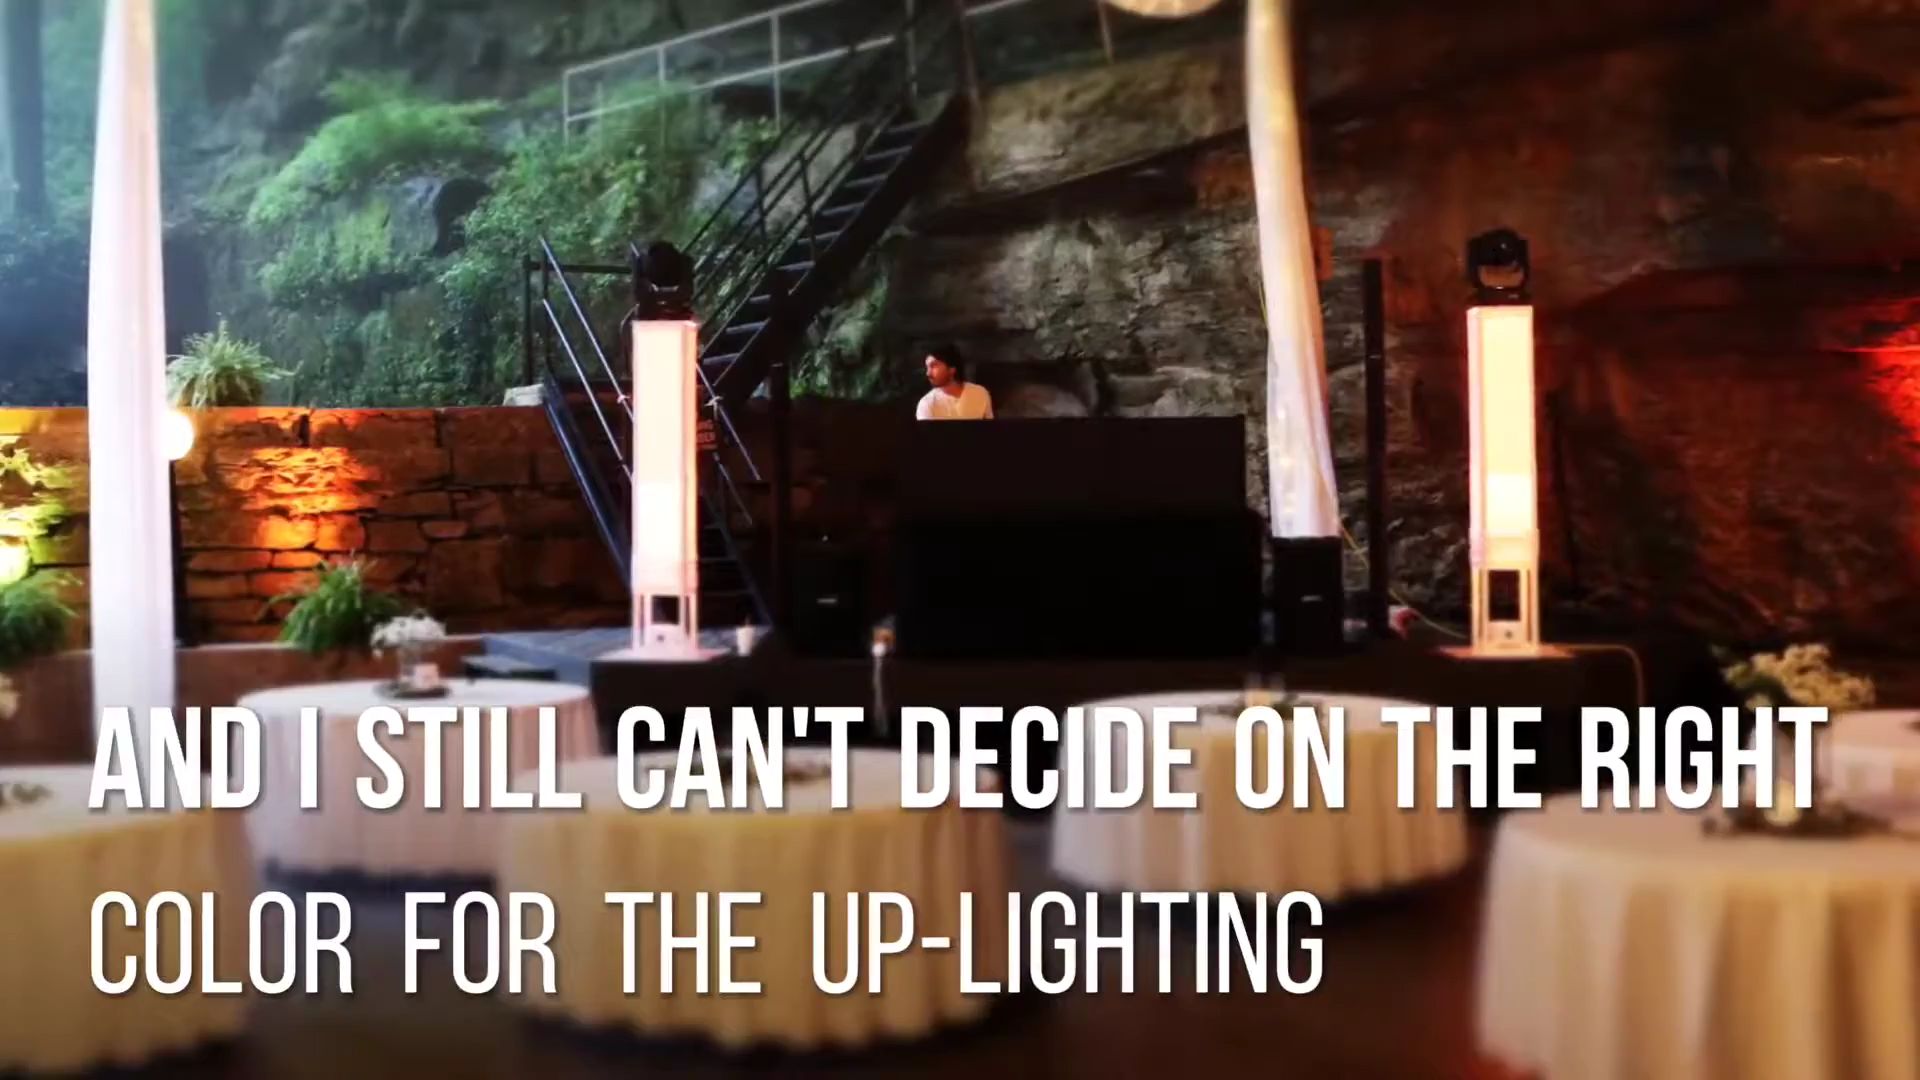 AND I STILL CAN'T DECIDE ON THE RIGHT
COLOR FOR THE UP-LIGHTING